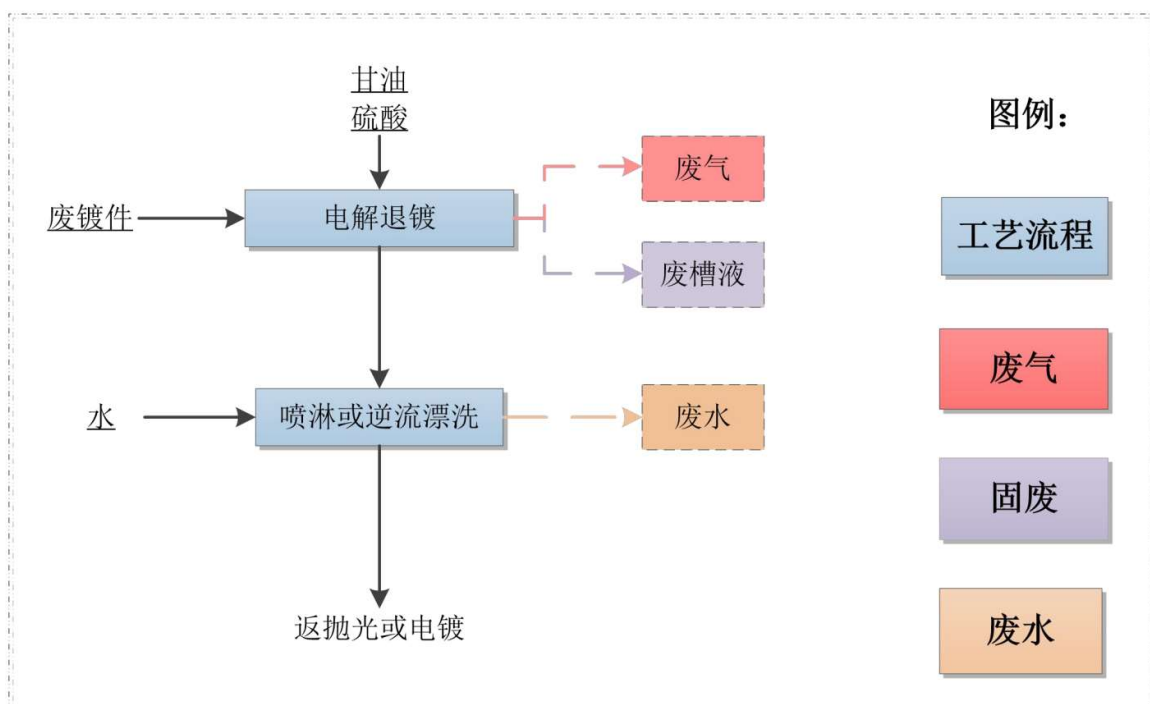 甘油
硫酸
图例：
废气
废镀件
电解退镀
工艺流程
废槽液
废气
水
喷淋或逆流漂洗
废水
固废
返抛光或电镀
废水